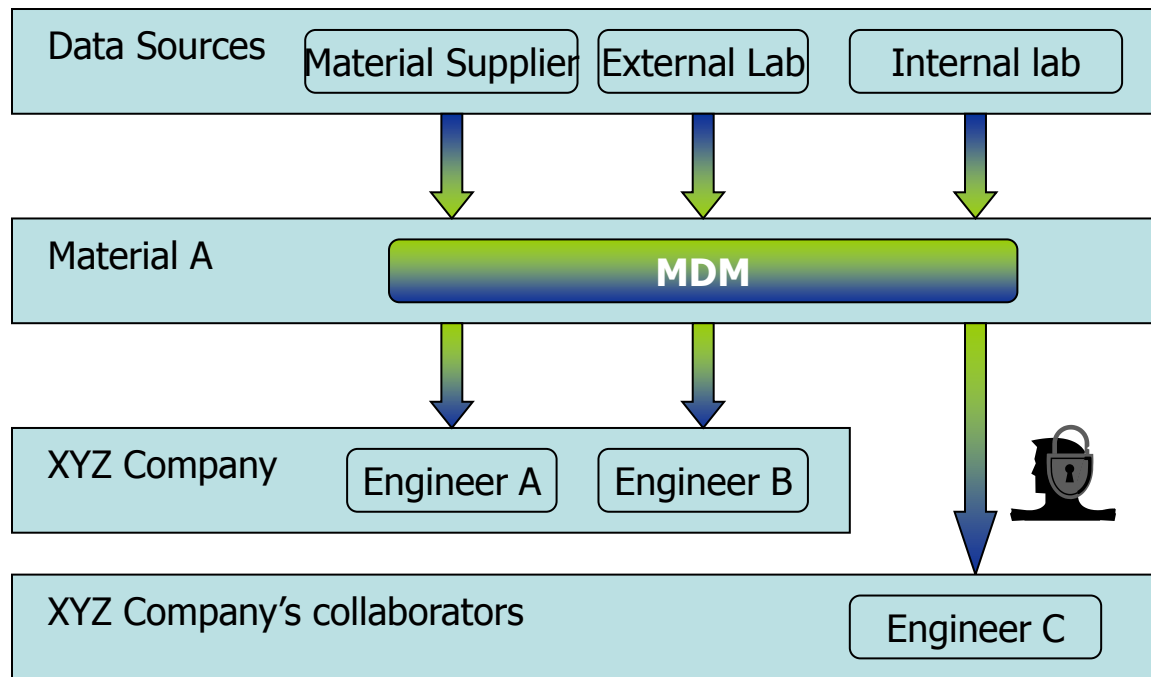 Data Sources
Material Supplier
External Lab
Internal lab
Material A
MDM
XYZ Company
Engineer A
Engineer B
XYZ Company’s collaborators
Engineer C